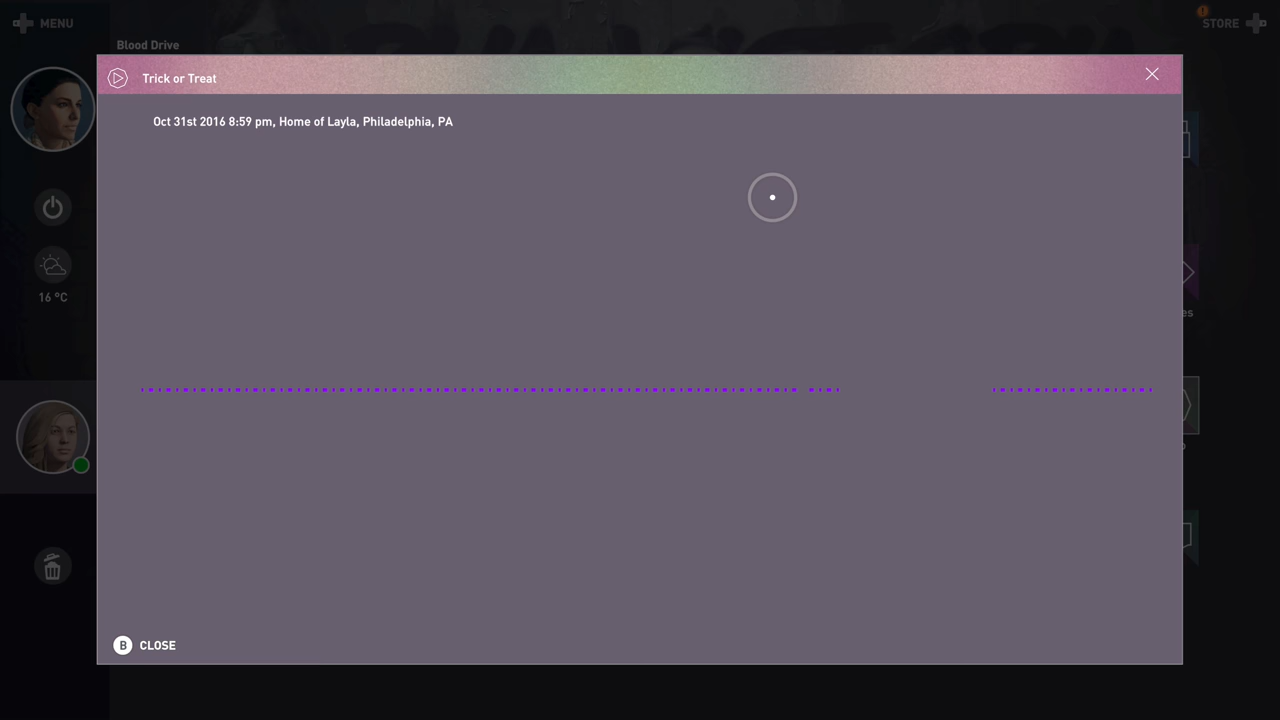 MENU
STORE
Blood Drive
Trick or Treat
Oct 31st 2016 8:59 pm, Home of Layla, Philadelphia, PA
16 °C
es
B CLOSE